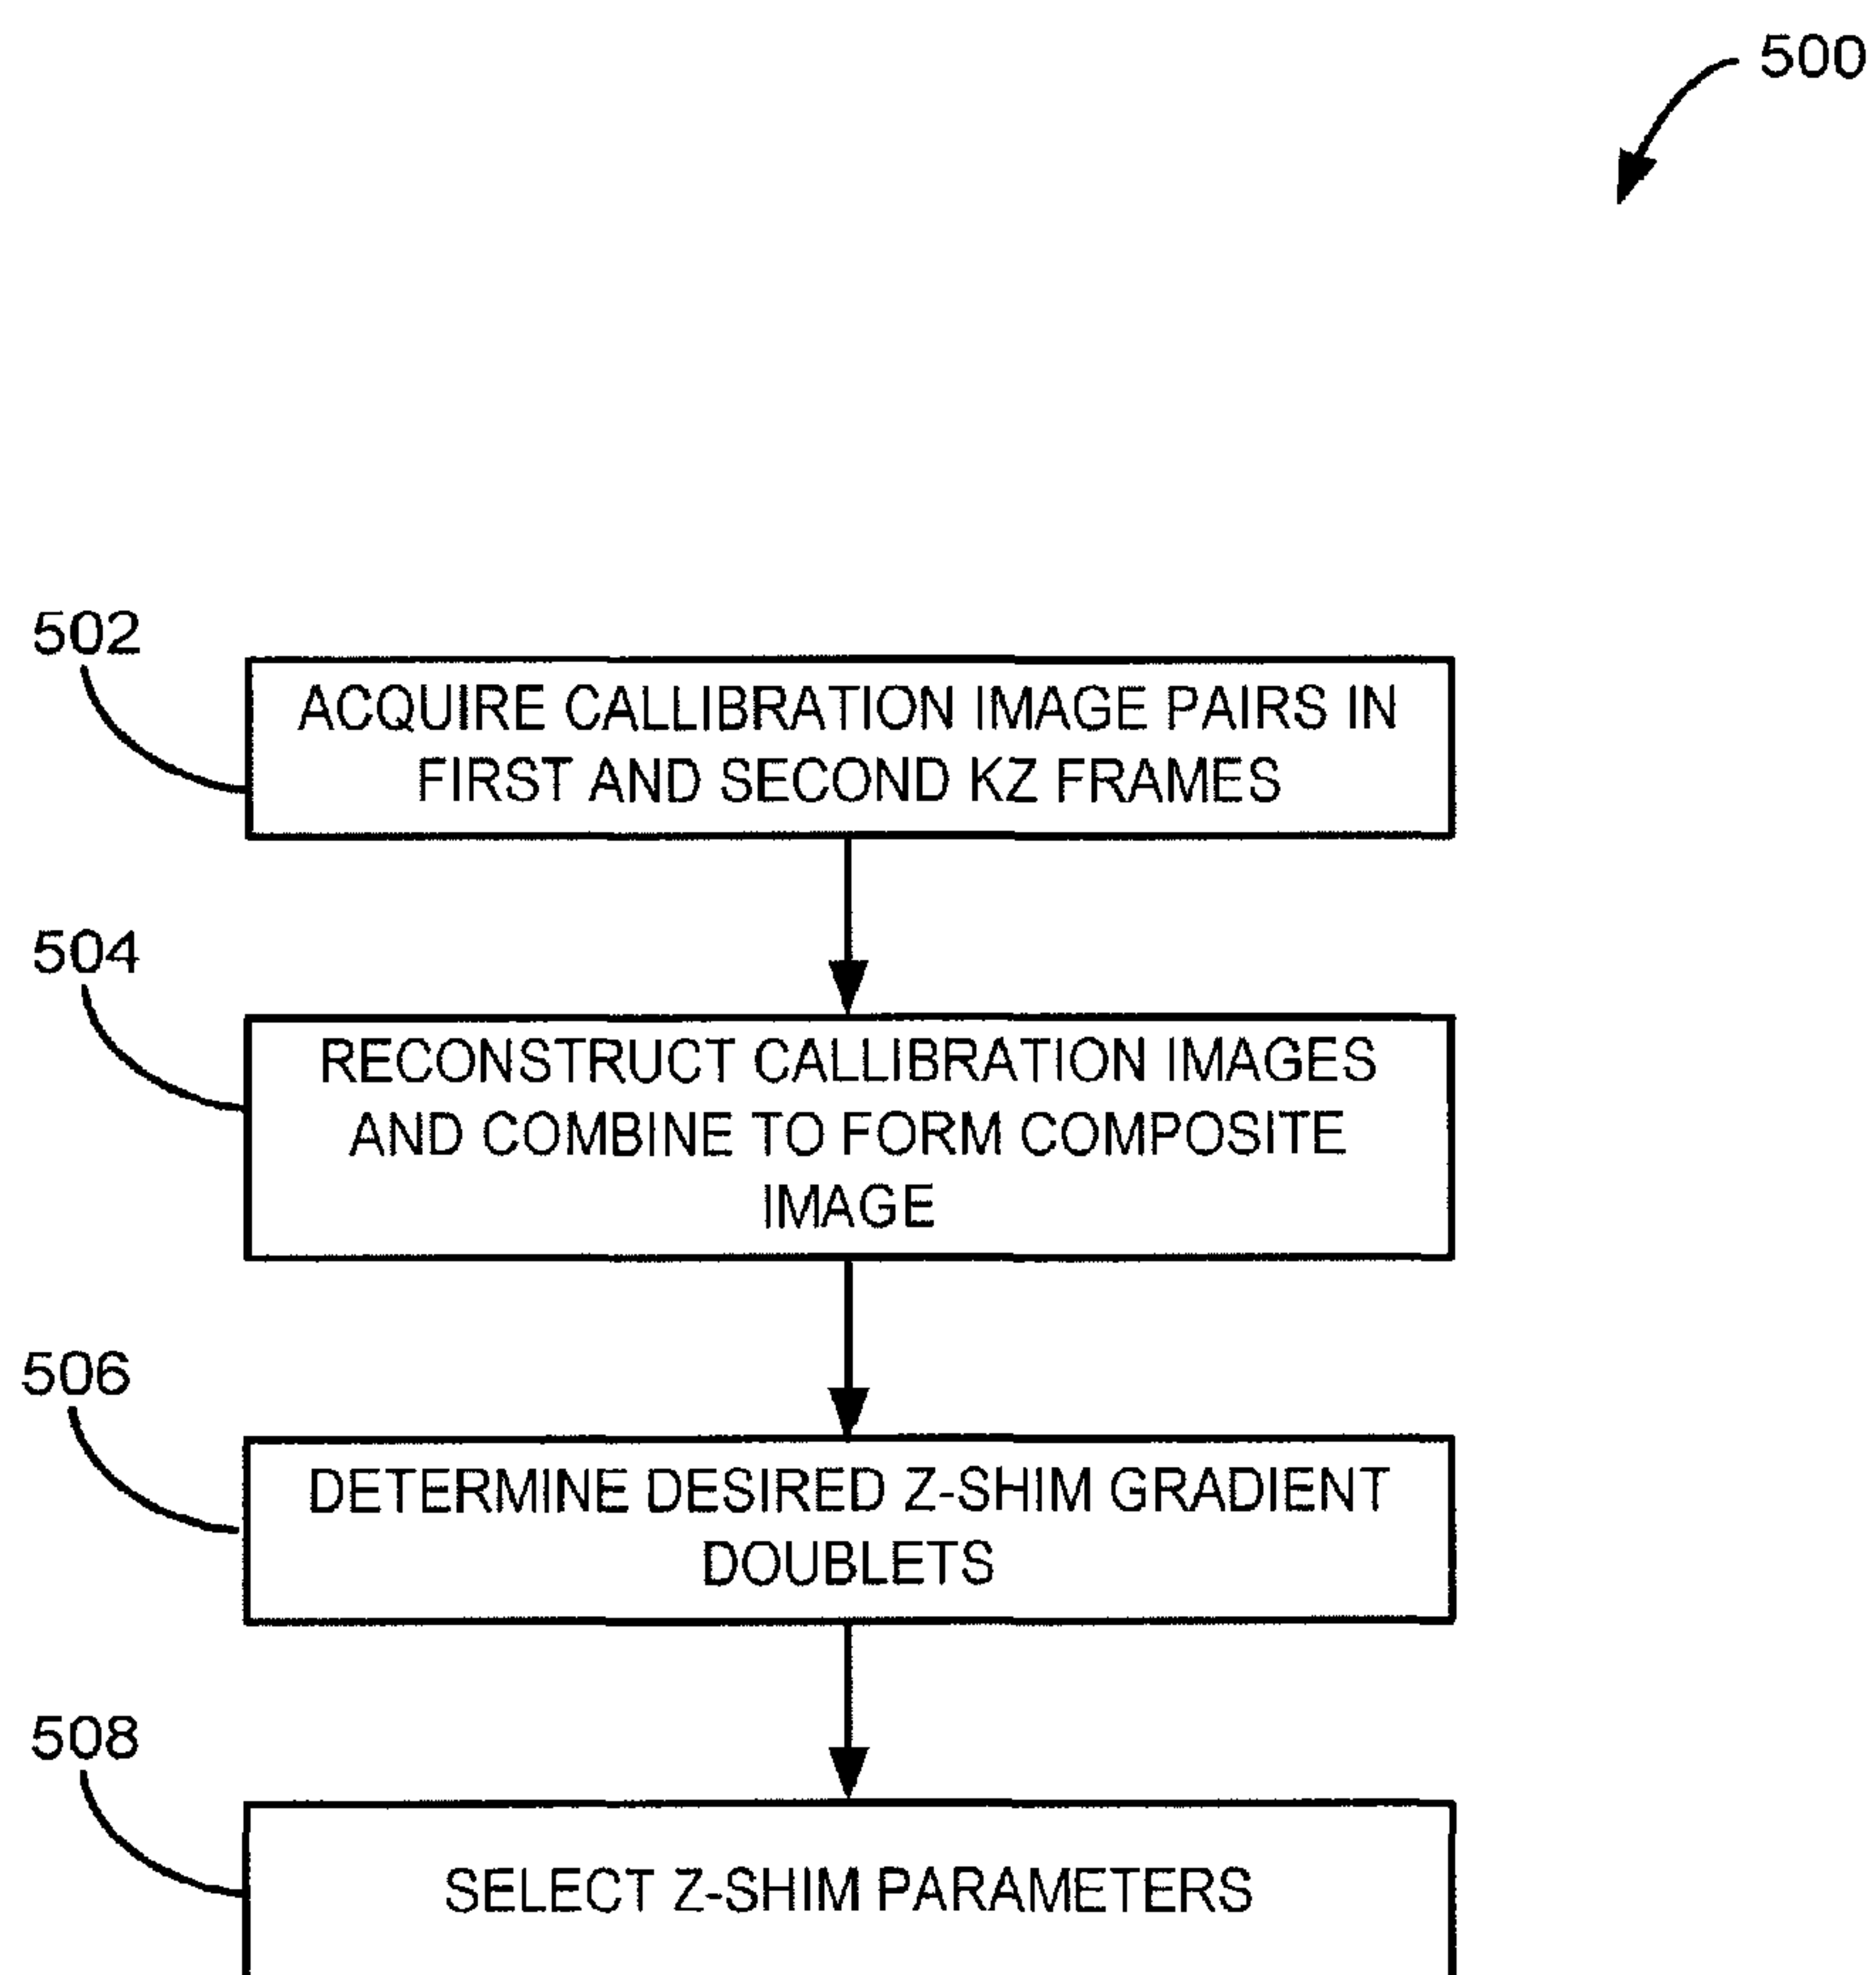 500
502
ACQUIRE CALLIBRATION IMAGE PAIRS IN
FIRST AND SECOND KZ FRAMES
504
RECONSTRUCT CALLIBRATION IMAGES
AND COMBINE TO FORM COMPOSITE
IMAGE
506
DETERMINE DESIRED Z-SHIM GRADIENT
DOUBLETS
508
SELECT Z-SHIM PARAMETERS